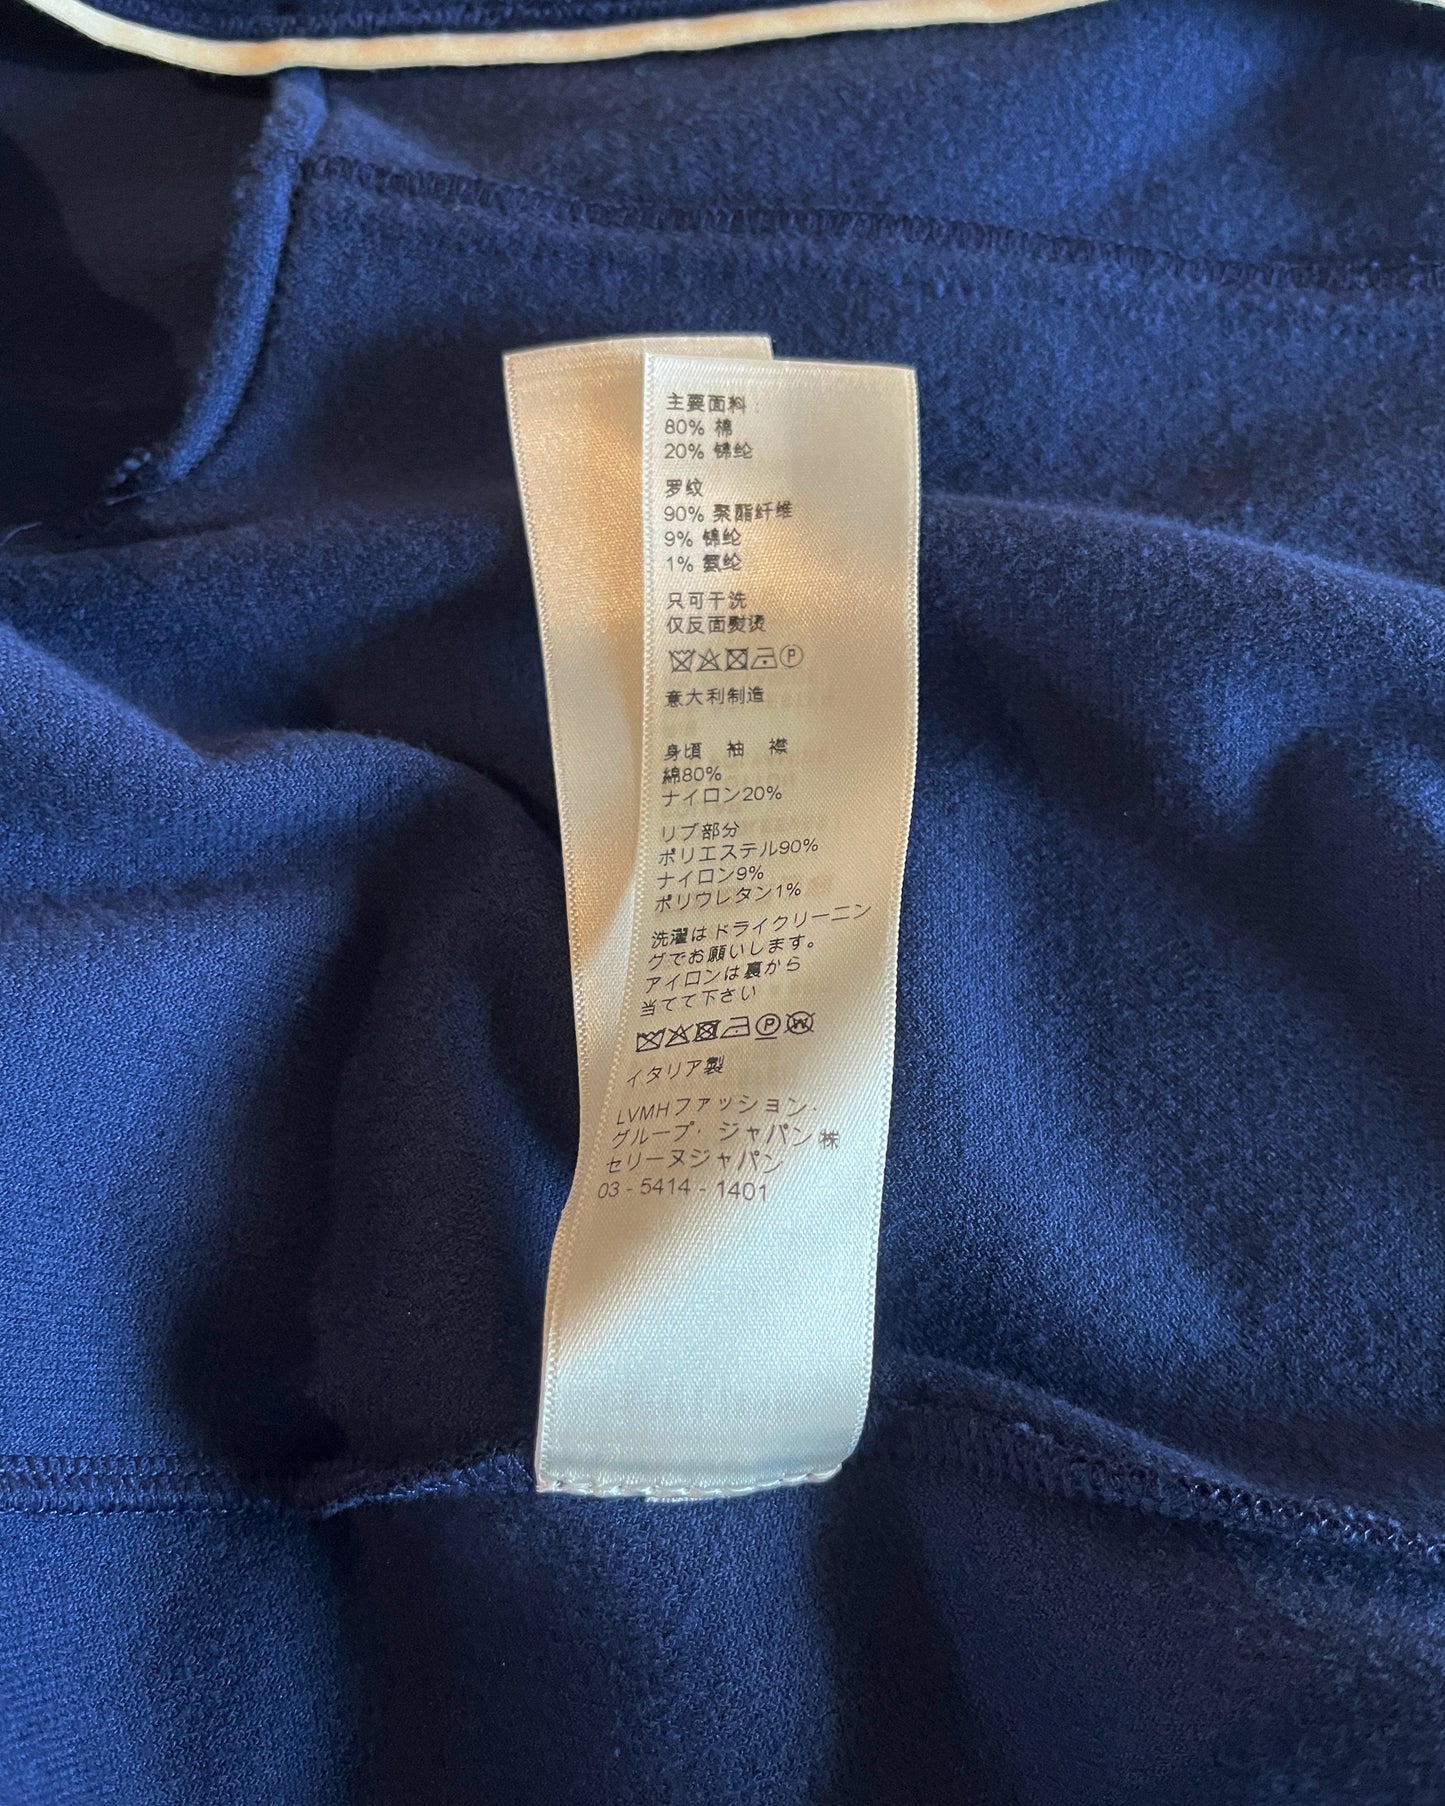 主要面料:
80% 棉
20% 锦纶
罗纹
90% 聚酯纤维
9% 锦纶
1% 氨纶
只可干洗
仅反面熨烫
意大利制造
身頃 袖 襟
綿80%
ナイロン20%
リブ部分
ポリエステル90%
ナイロン9%
ポリウレタン1%
洗濯はドライクリーニン
グでお願いします。
アイロンは裏から
当てて下さい
イタリア製
LVMHファッション・
グループ・ジャパン㈱
セリーヌジャパン
03 - 5414 - 1401